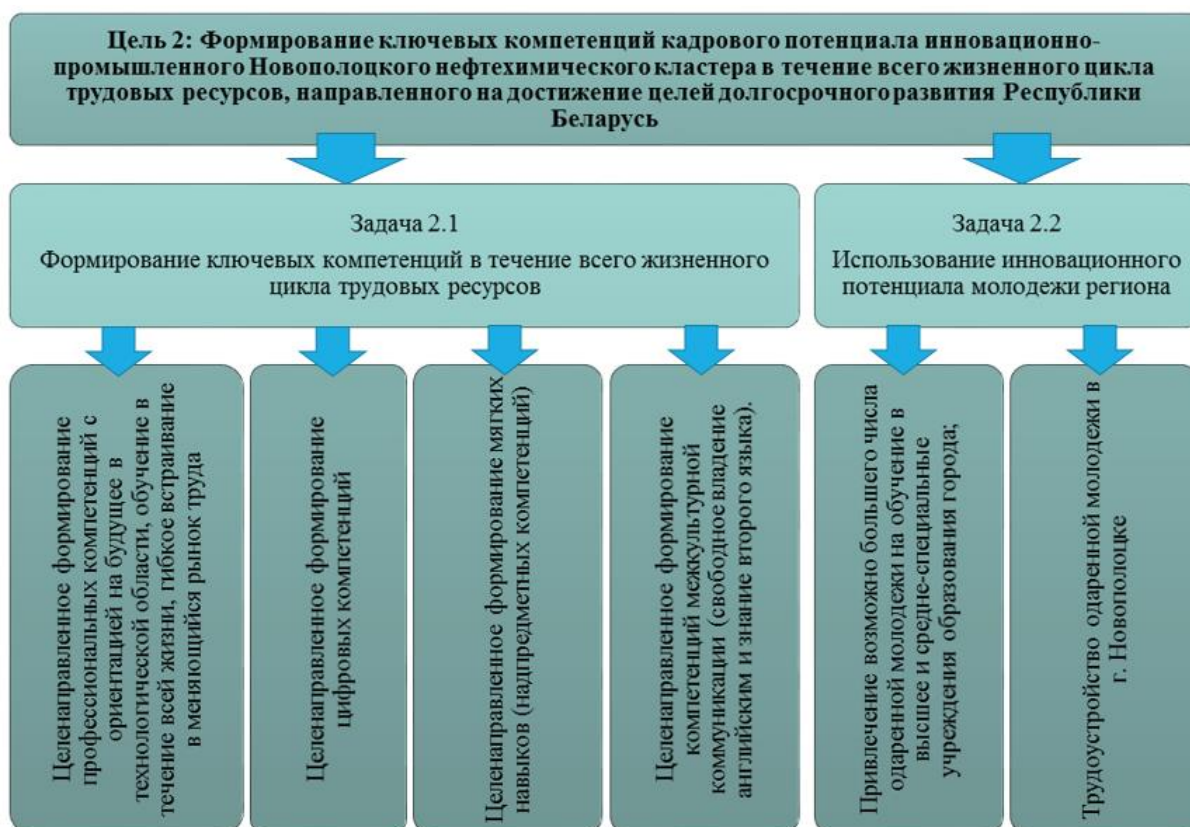 Цель 2: Формирование ключевых компетенций кадрового потенциала инновационно-
промышленного Новополоцкого нефтехимического кластера в течение всего жизненного цикла
трудовых ресурсов, направленного на достижение целей долгосрочного развития Республики
Беларусь
Задача 2.1
Формирование ключевых компетенций в течение всего жизненного
цикла трудовых ресурсов
Задача 2.2
Использование инновационного
потенциала молодежи региона
Целенаправленное формирование
профессиональных компетенций с
ориентацией на будущее в
технологической области, обучение в
течение всей жизни, гибкое встраивание
в меняющийся рынок труда
Целенаправленное формирование
цифровых компетенций
Целенаправленное формирование мягких
навыков (надпредметных компетенций)
Целенаправленное формирование
компетенций межкультурной
коммуникации (свободное владение
английским и знание второго языка).
Привлечение возможно большего числа
одаренной молодежи на обучение в
высшее и средне-специальные
учреждения образования города;
Трудоустройство одаренной молодежи в
г. Новополоцке